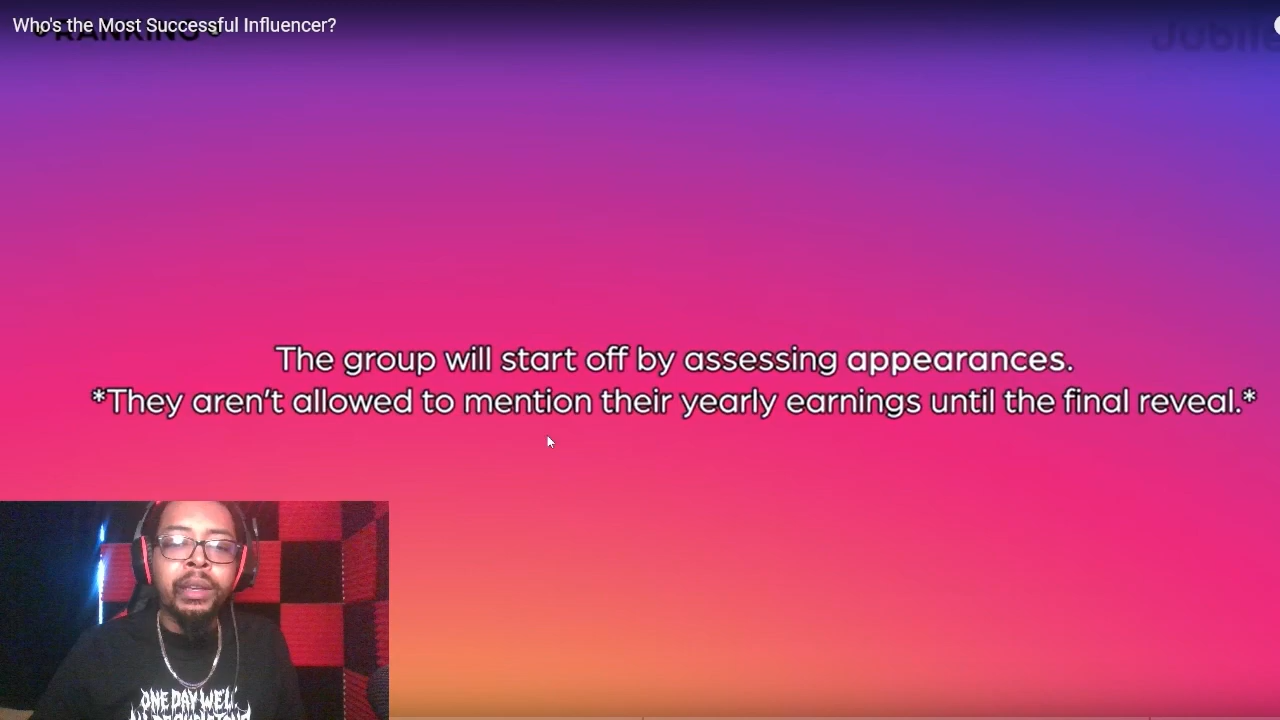 Who's the Most Successful Influencer?
RANKING
The group will start off by assessing appearances.
*They aren't allowed to mention their yearly earnings until the final reveal.*
ONE DAY WE'LL